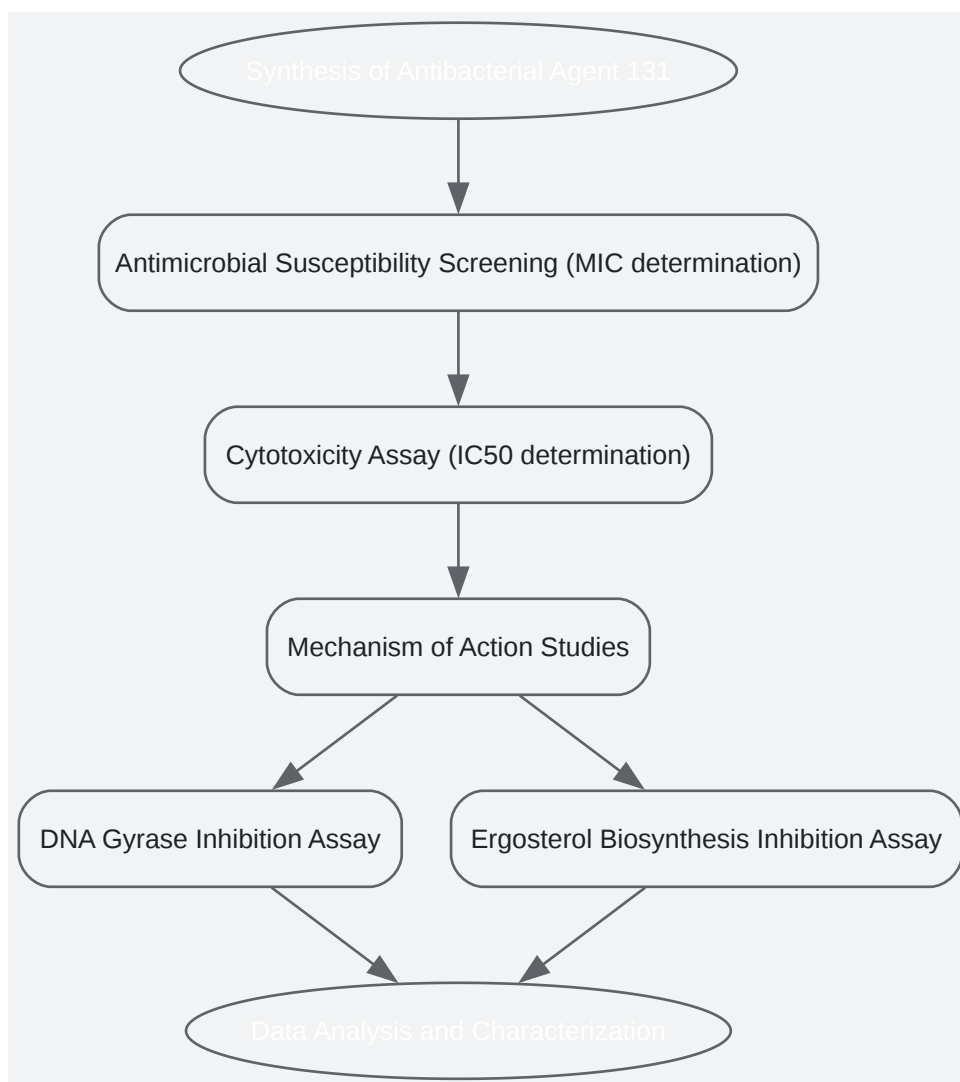 Synthesis of Antibacterial Agent 131
Antimicrobial Susceptibility Screening (MIC determination)
Cytotoxicity Assay (IC50 determination)
Mechanism of Action Studies
DNA Gyrase Inhibition Assay
Ergosterol Biosynthesis Inhibition Assay
Data Analysis and Characterization